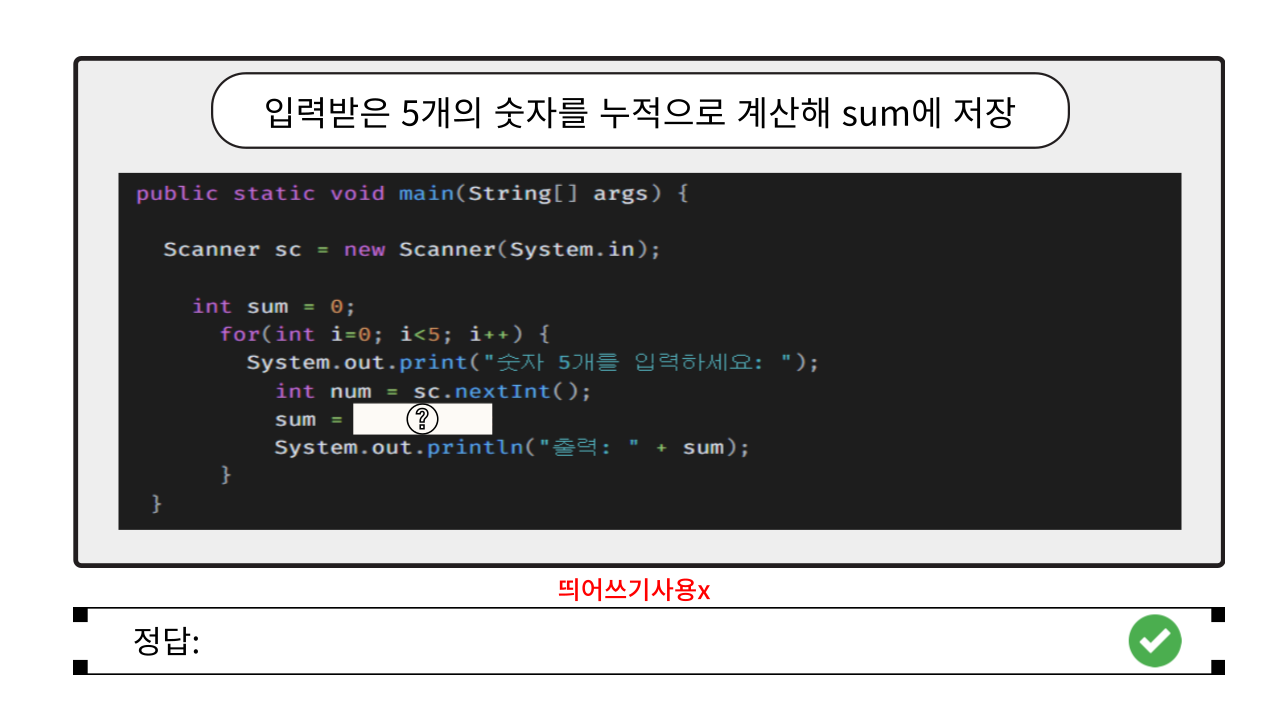 입력받은 5개의 숫자를 누적으로 계산해 sum에 저장
public static void main(String[] args) {
Scanner sc = new Scanner(System.in);
int sum = 0;
for(int i=0; i<5; i++) {
System.out.print("숫자 5개를 입력하세요: ");
int num = sc.nextInt();
sum = ?
System.out.println("출력: " + sum);
}
}
띄어쓰기사용x
정답: